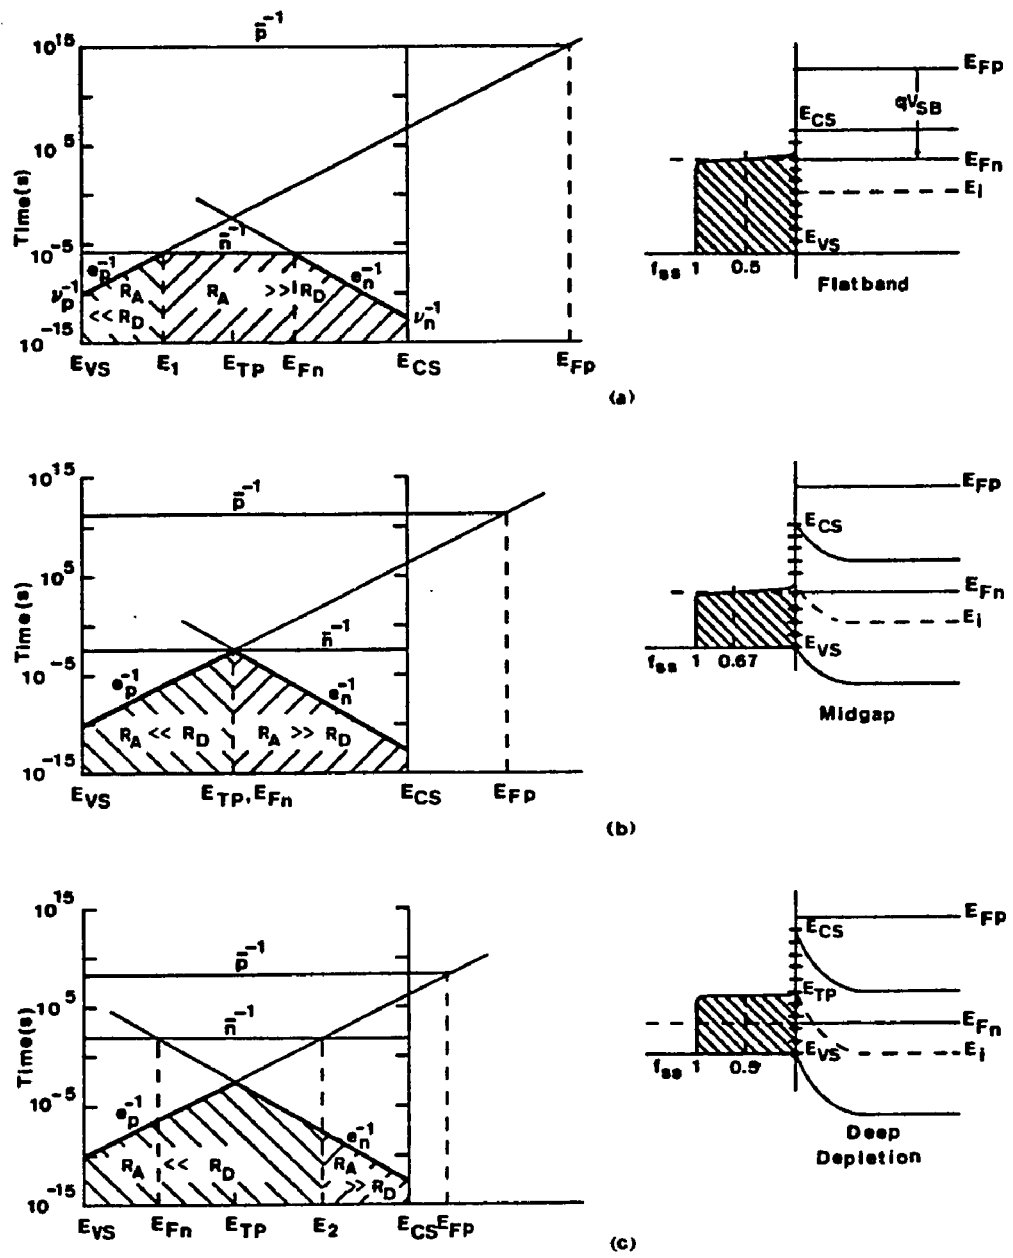 p̄⁻¹
10¹⁵
10⁵
10⁻⁵
10⁻¹⁵
Time(s)
n̄⁻¹
e_p⁻¹
e_n⁻¹
ν_p⁻¹
ν_n⁻¹
R_A << R_D
R_A >> R_D
E_VS E_1 E_TP E_Fn E_CS E_Fp
E_Fp
qV_SB
E_CS
E_Fn
E_i
E_VS
f_ss 1 0.5
Flatband
(a)
10¹⁵
10⁵
10⁻⁵
10⁻¹⁵
Time(s)
p̄⁻¹
n̄⁻¹
e_p⁻¹
e_n⁻¹
R_A << R_D
R_A >> R_D
E_VS E_TP,E_Fn E_CS E_Fp
E_Fp
E_CS
E_Fn
E_i
E_VS
f_ss 1 0.67
Midgap
(b)
10¹⁵
10⁵
10⁻⁵
10⁻¹⁵
Time(s)
p̄⁻¹
n̄⁻¹
e_p⁻¹
e_n⁻¹
R_A << R_D
R_A >> R_D
E_VS E_Fn E_TP E_2 E_CS E_Fp
E_Fp
E_CS
E_TP
E_Fn
E_VS
E_i
f_ss 1 0.9
Deep
Depletion
(c)